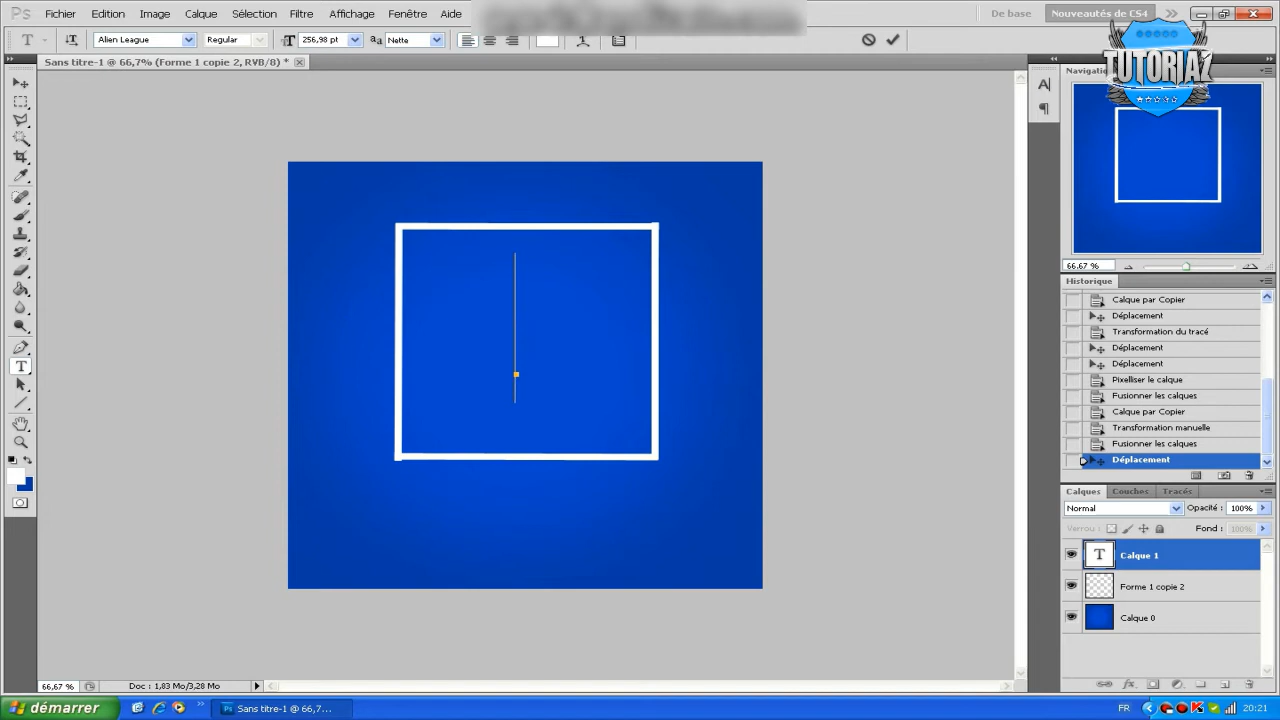 Ps Fichier Edition Image Calque Sélection Filtre Affichage Fenêtre Aide De base Nouveautés de CS4
T Alien League Regular 256,98 pt Nette
TUTORIAZ
Sans titre-1 @ 66,7% (Forme 1 copie 2, RVB/8) *
Navigation
66.67 %
Historique
Calque par Copier
Déplacement
Transformation du tracé
Déplacement
Déplacement
Pixelliser le calque
Fusionner les calques
Calque par Copier
Transformation manuelle
Fusionner les calques
Déplacement
Calques Couches Tracés
Normal Opacité : 100%
Verrou : Fond : 100%
T Calque 1
Forme 1 copie 2
Calque 0
66,67 % Doc : 1,83 Mo/3,28 Mo
démarrer Sans titre-1 @ 66,7... FR 20:21